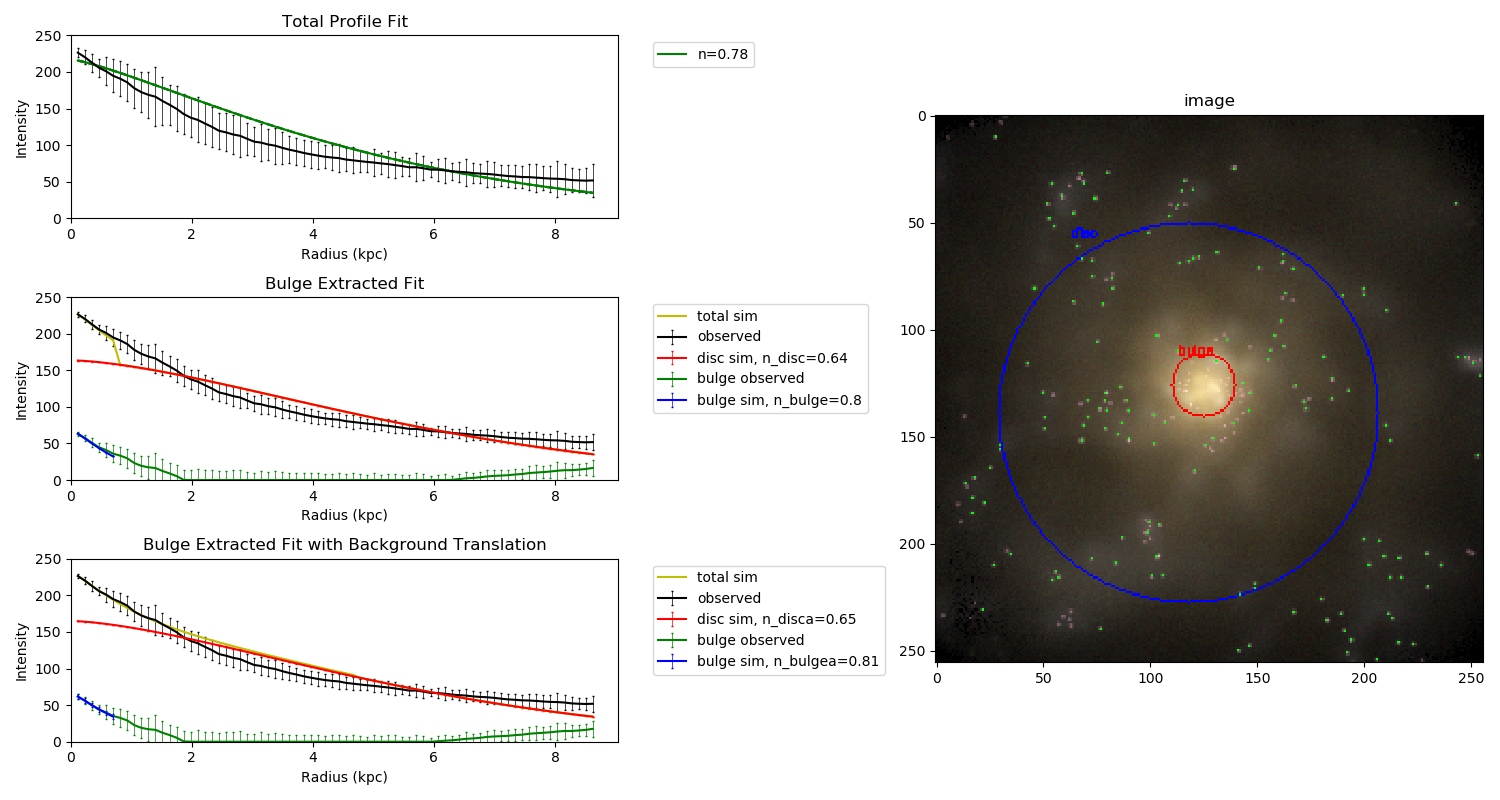 Total Profile Fit
250
200
150
100
50
0
Intensity
0 2 4 6 8
Radius (kpc)
n=0.78
Bulge Extracted Fit
250
200
150
100
50
0
Intensity
0 2 4 6 8
Radius (kpc)
total sim
observed
disc sim, n_disc=0.64
bulge observed
bulge sim, n_bulge=0.8
Bulge Extracted Fit with Background Translation
250
200
150
100
50
0
Intensity
0 2 4 6 8
Radius (kpc)
total sim
observed
disc sim, n_disca=0.65
bulge observed
bulge sim, n_bulgea=0.81
image
0
50
100
150
200
250
0 50 100 150 200 250
bulge